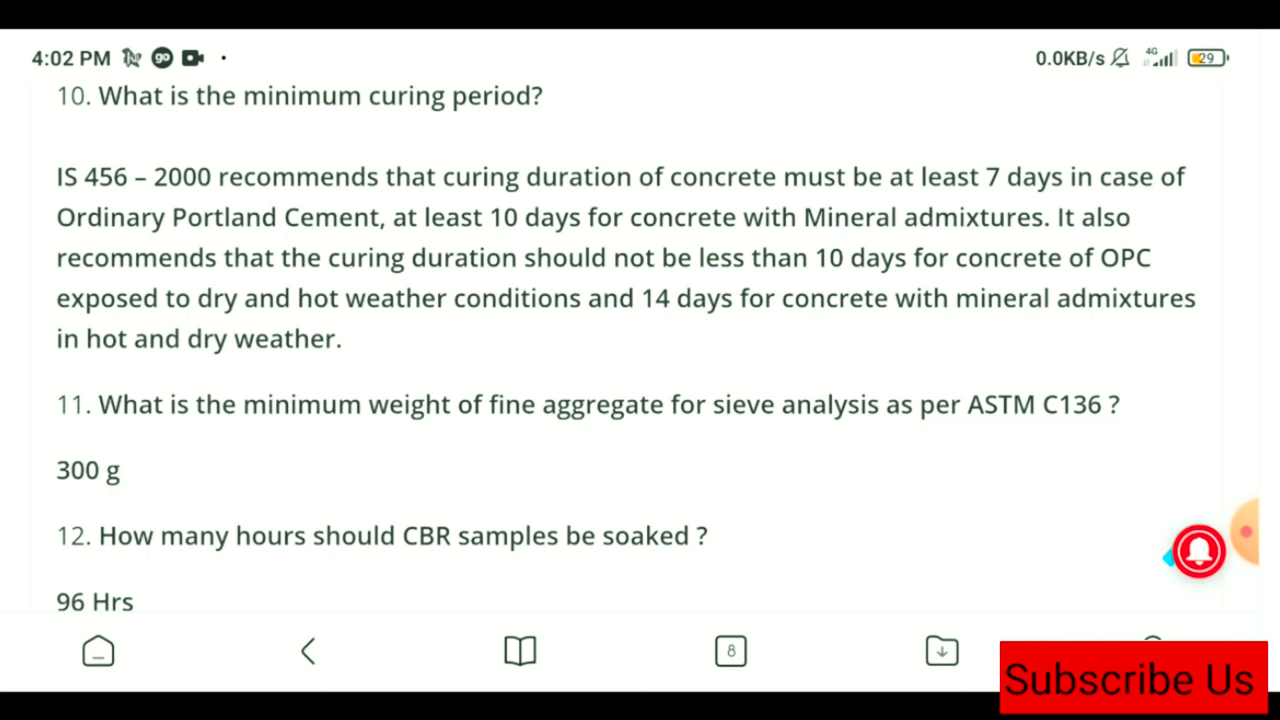 4:02 PM go
0.0KB/s 4G 29
10. What is the minimum curing period?
IS 456 – 2000 recommends that curing duration of concrete must be at least 7 days in case of
Ordinary Portland Cement, at least 10 days for concrete with Mineral admixtures. It also
recommends that the curing duration should not be less than 10 days for concrete of OPC
exposed to dry and hot weather conditions and 14 days for concrete with mineral admixtures
in hot and dry weather.
11. What is the minimum weight of fine aggregate for sieve analysis as per ASTM C136 ?
300 g
12. How many hours should CBR samples be soaked ?
96 Hrs
8
Subscribe Us